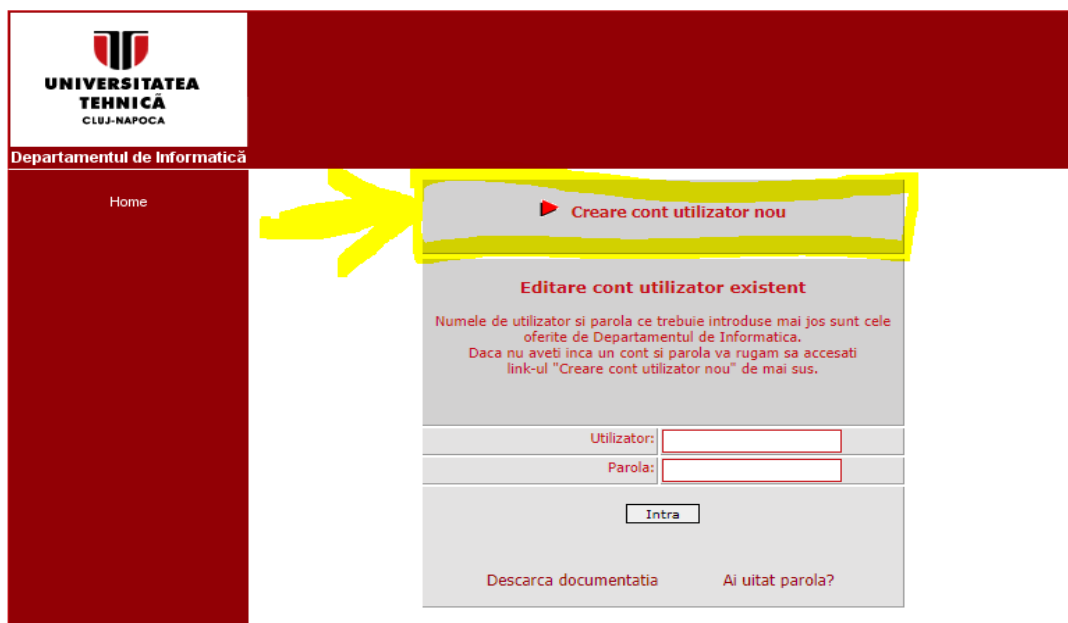 UNIVERSITATEA
TEHNICĂ
CLUJ-NAPOCA
Departamentul de Informatică
Home
Creare cont utilizator nou
Editare cont utilizator existent
Numele de utilizator si parola ce trebuie introduse mai jos sunt cele
oferite de Departamentul de Informatica.
Daca nu aveti inca un cont si parola va rugam sa accesati
link-ul "Creare cont utilizator nou" de mai sus.
Utilizator:
Parola:
Intra
Descarca documentatia Ai uitat parola?